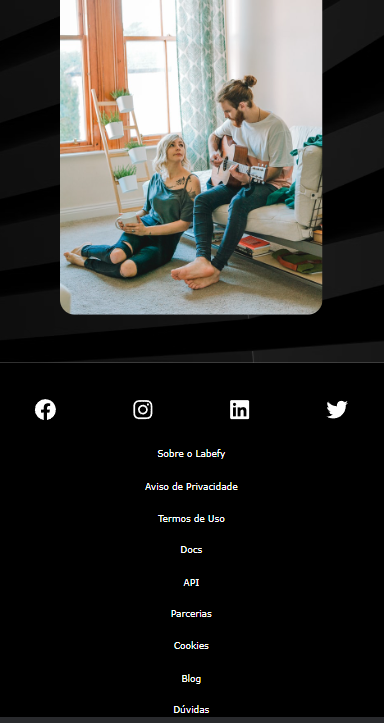 Sobre o Labefy
Aviso de Privacidade
Termos de Uso
Docs
API
Parcerias
Cookies
Blog
Dúvidas